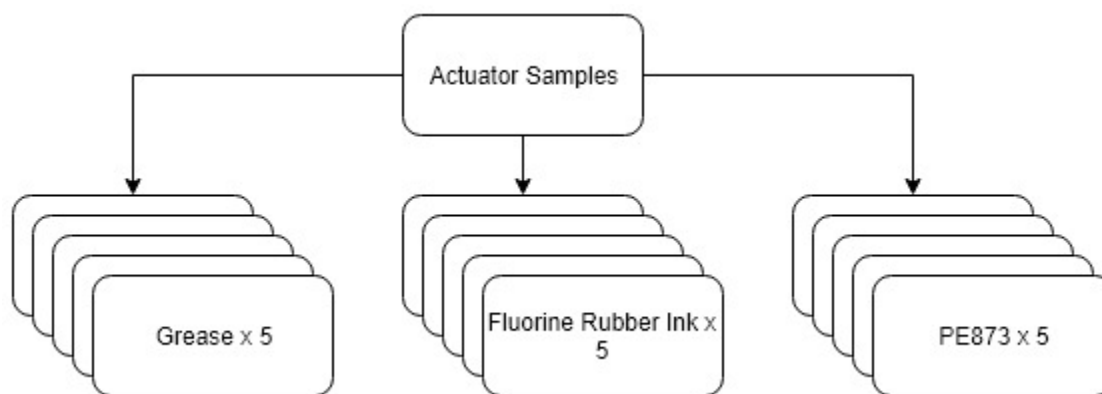 Actuator Samples
Grease x 5
Fluorine Rubber Ink x
5
PE873 x 5